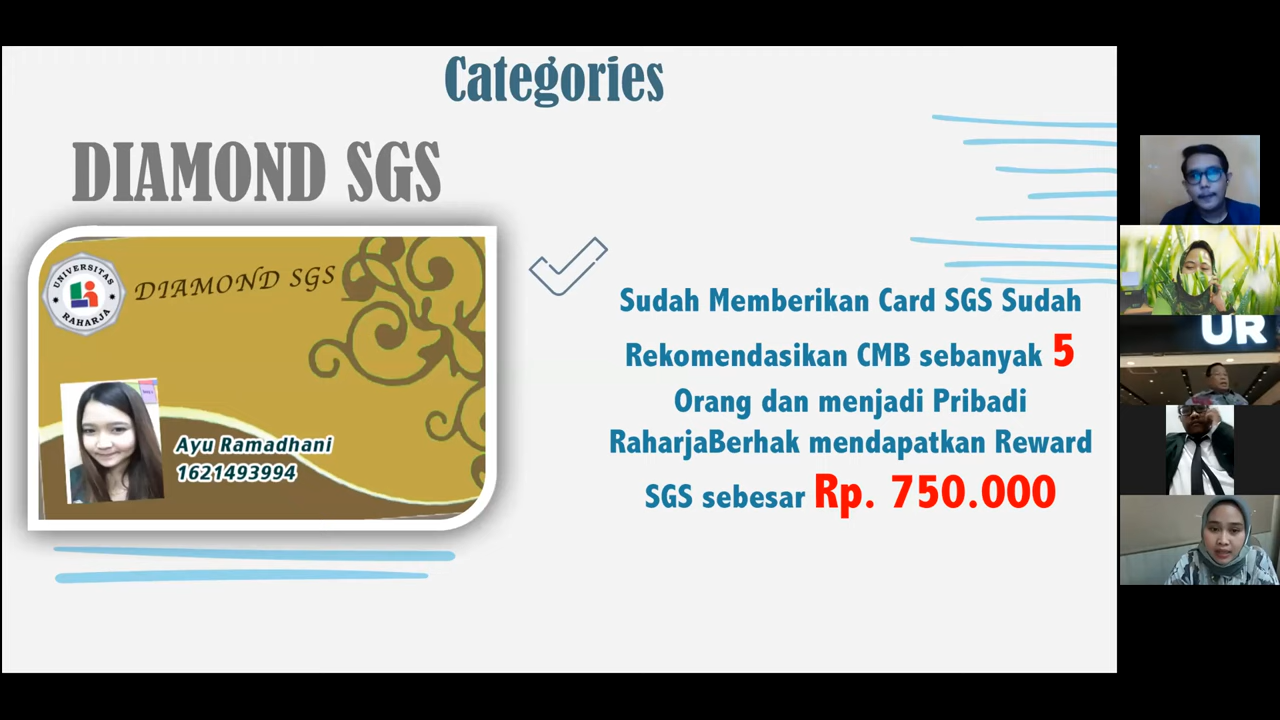 Categories
DIAMOND SGS
UNIVERSITAS
RAHARJA
DIAMOND SGS
Ayu Ramadhani
1621493994
Sudah Memberikan Card SGS Sudah
Rekomendasikan CMB sebanyak 5
Orang dan menjadi Pribadi
RaharjaBerhak mendapatkan Reward
SGS sebesar Rp. 750.000
UR